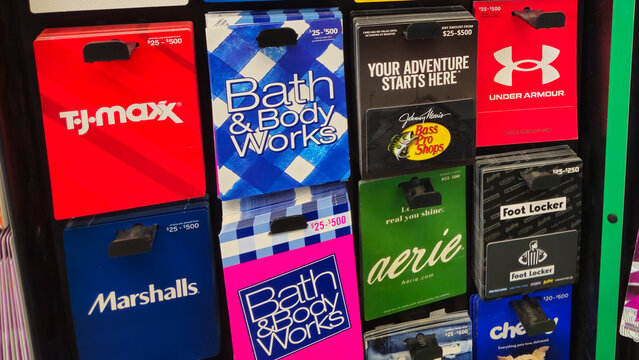 $25 - $500
T.J.maxx
$25-$500
Bath
& Body
Works
ANY AMOUNT FROM
$25-$500
YOUR ADVENTURE
STARTS HERE
Johnny Morris
Bass
Pro
Shops
$25 - $500
UNDER ARMOUR
$25 - $500
Marshalls
$25-$500
Bath
& Body
Works
$25-$500
real you shine.
aerie
Aerie.com
$25-$250
Foot Locker
Foot Locker
$20-$500
chewy